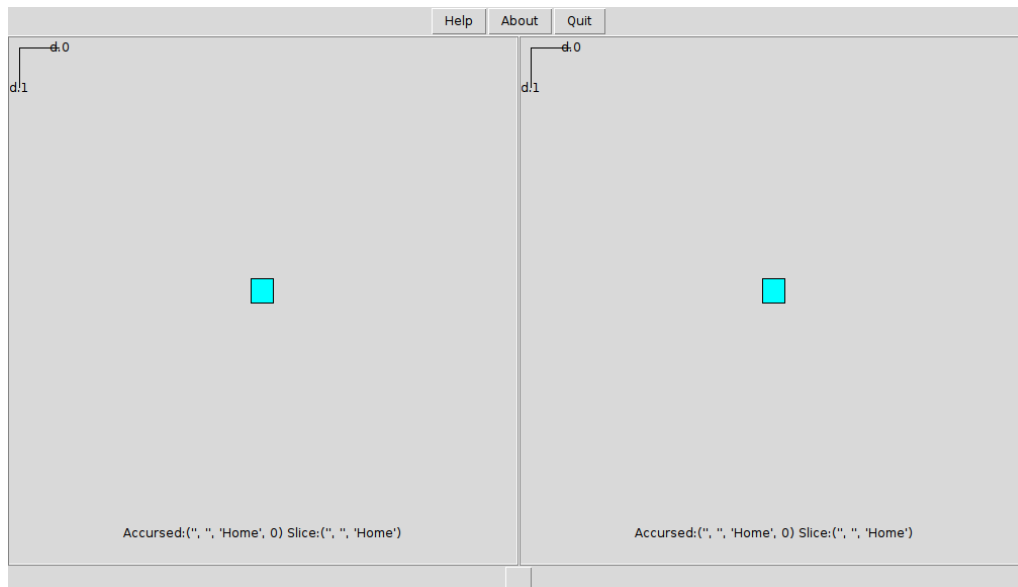 Help About Quit
d.0 d.0
d.1 d.1
Accursed:('', '', 'Home', 0) Slice:('', '', 'Home') Accursed:('', '', 'Home', 0) Slice:('', '', 'Home')